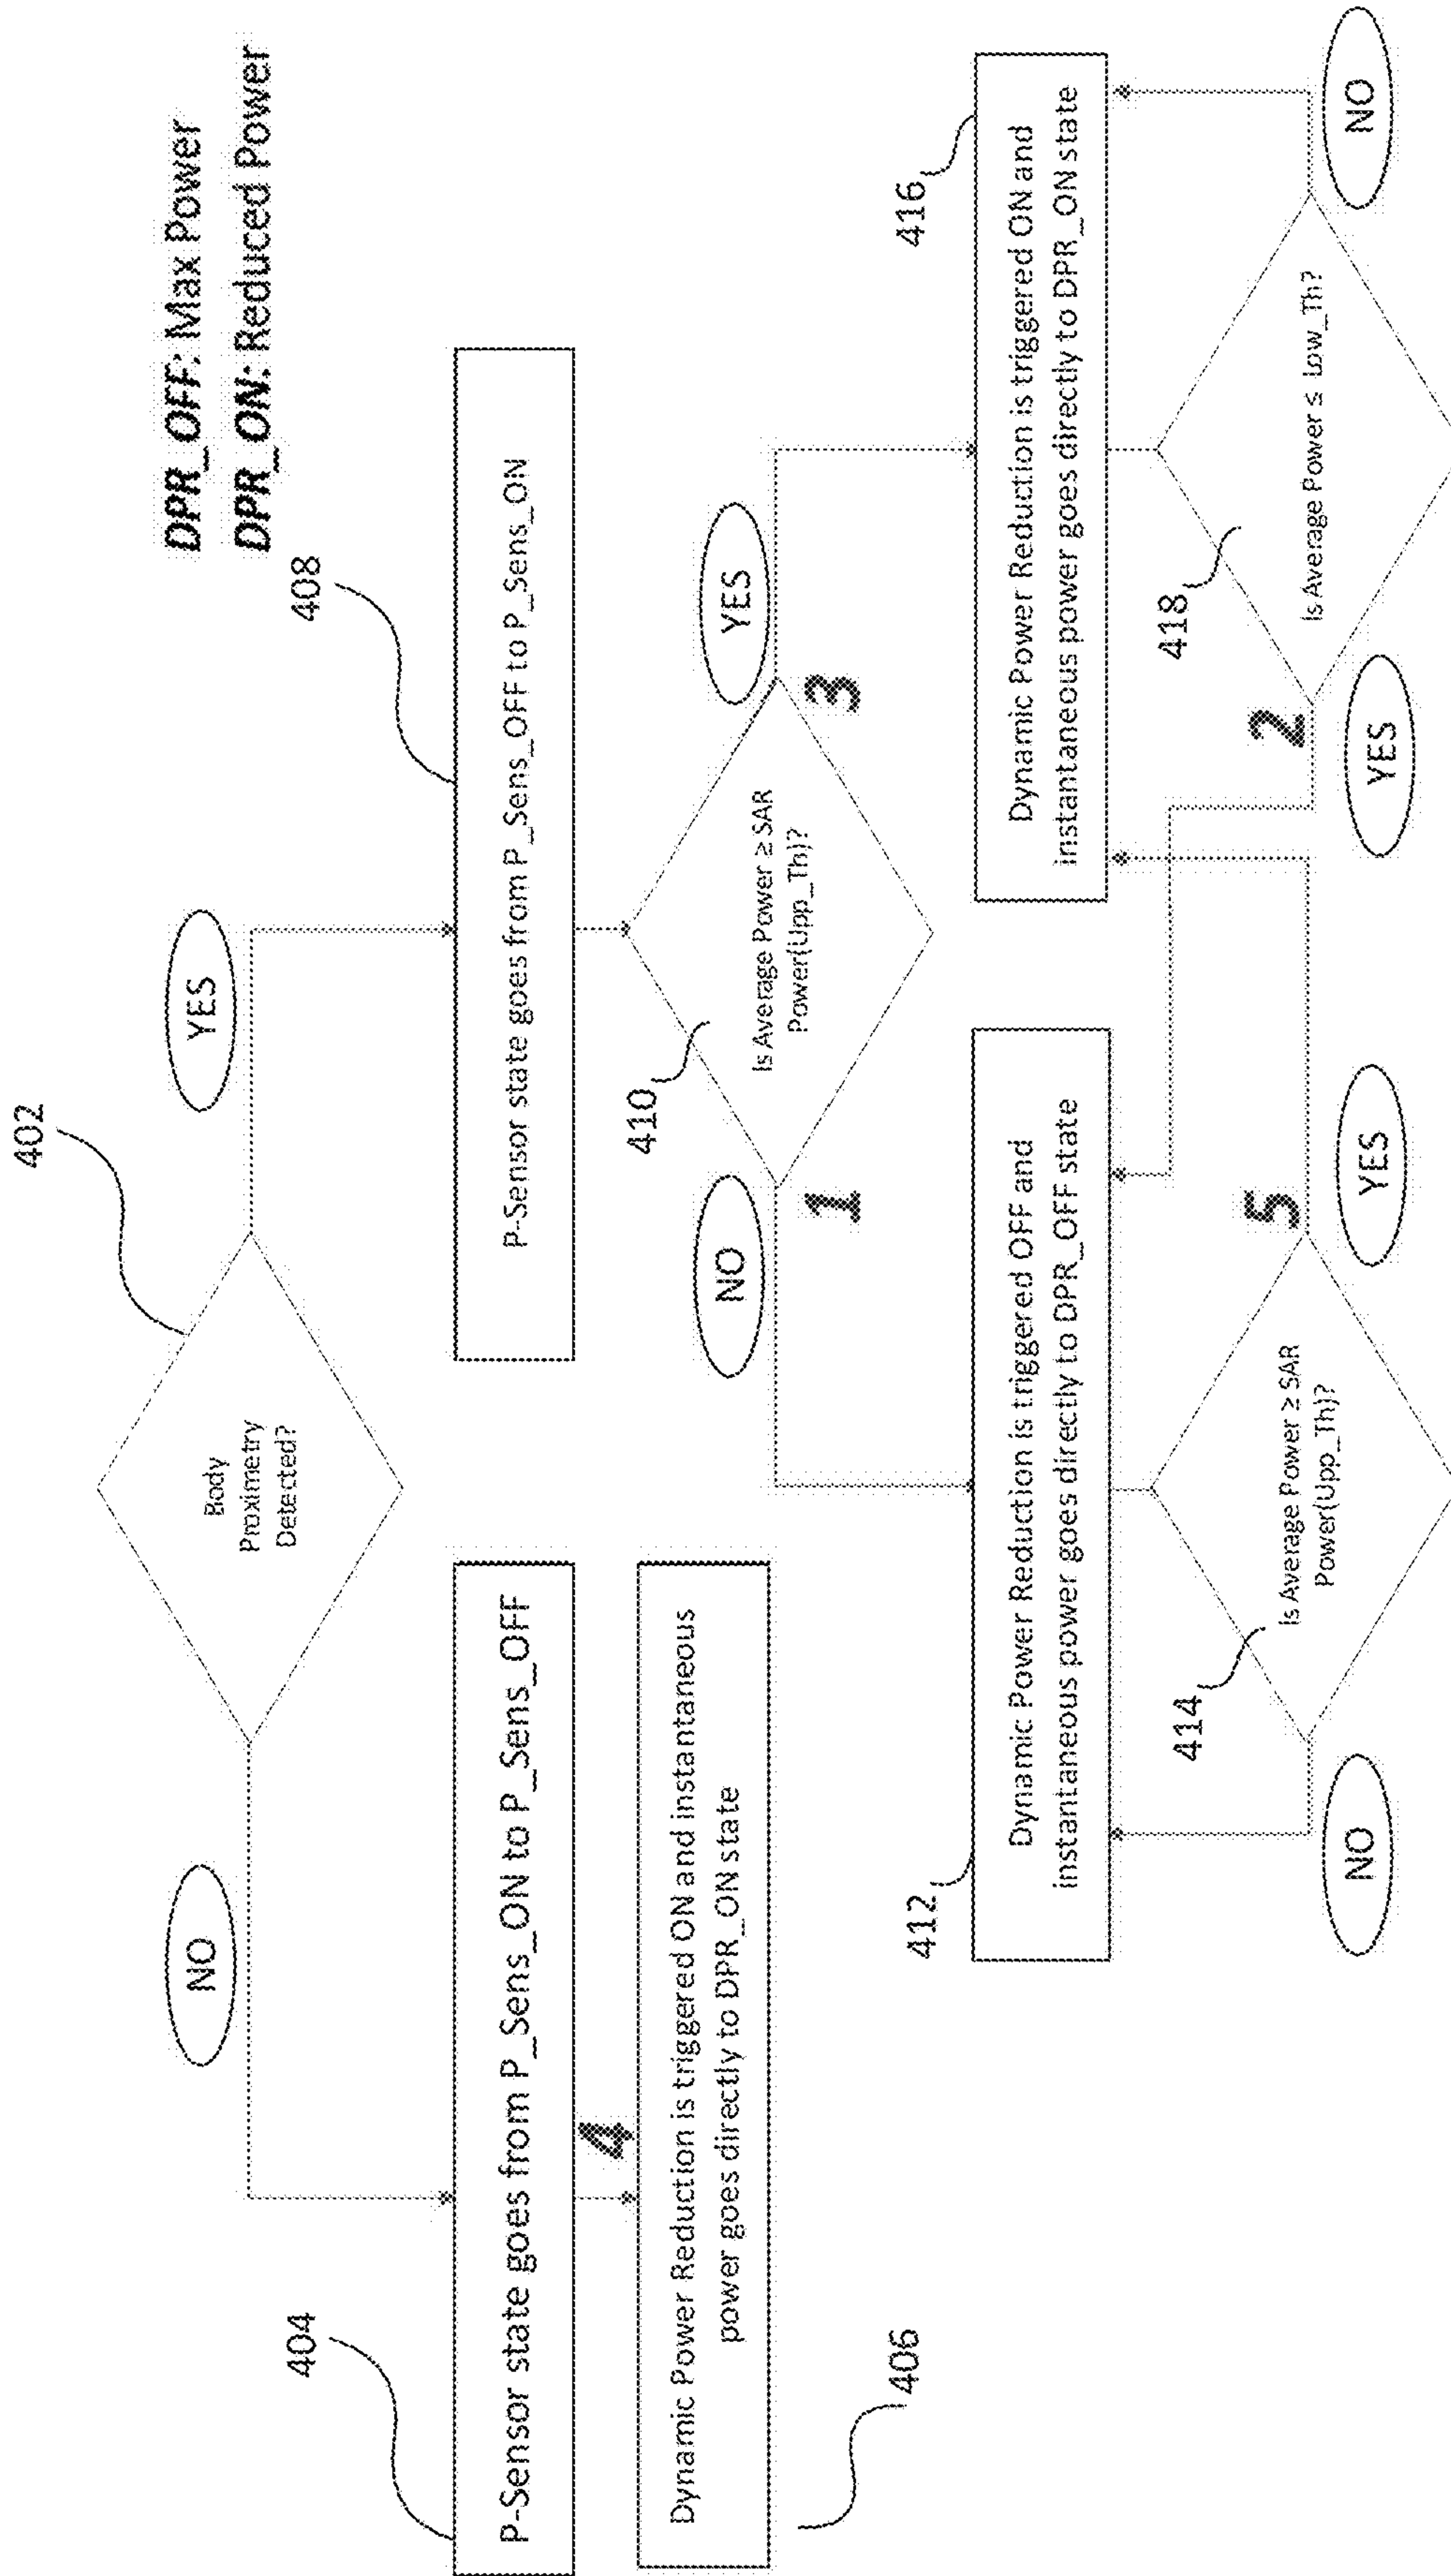 DPR_OFF: Max Power
DPR_ON: Reduced Power
402
Body
Proximetry
Detected?
NO
YES
404
P-Sensor state goes from P_Sens_ON to P_Sens_OFF
408
P-Sensor state goes from P_Sens_OFF to P_Sens_ON
4
406
Dynamic Power Reduction is triggered ON and instantaneous
power goes directly to DPR_ON state
410
Is Average Power ≥ SAR
Power(Upp_Th)?
NO
1
YES
3
412
Dynamic Power Reduction is triggered OFF and
instantaneous power goes directly to DPR_OFF state
416
Dynamic Power Reduction is triggered ON and
instantaneous power goes directly to DPR_ON state
414
Is Average Power ≥ SAR
Power(Upp_Th)?
NO
5
YES
418
Is Average Power ≤ Low_Th?
2
YES
NO